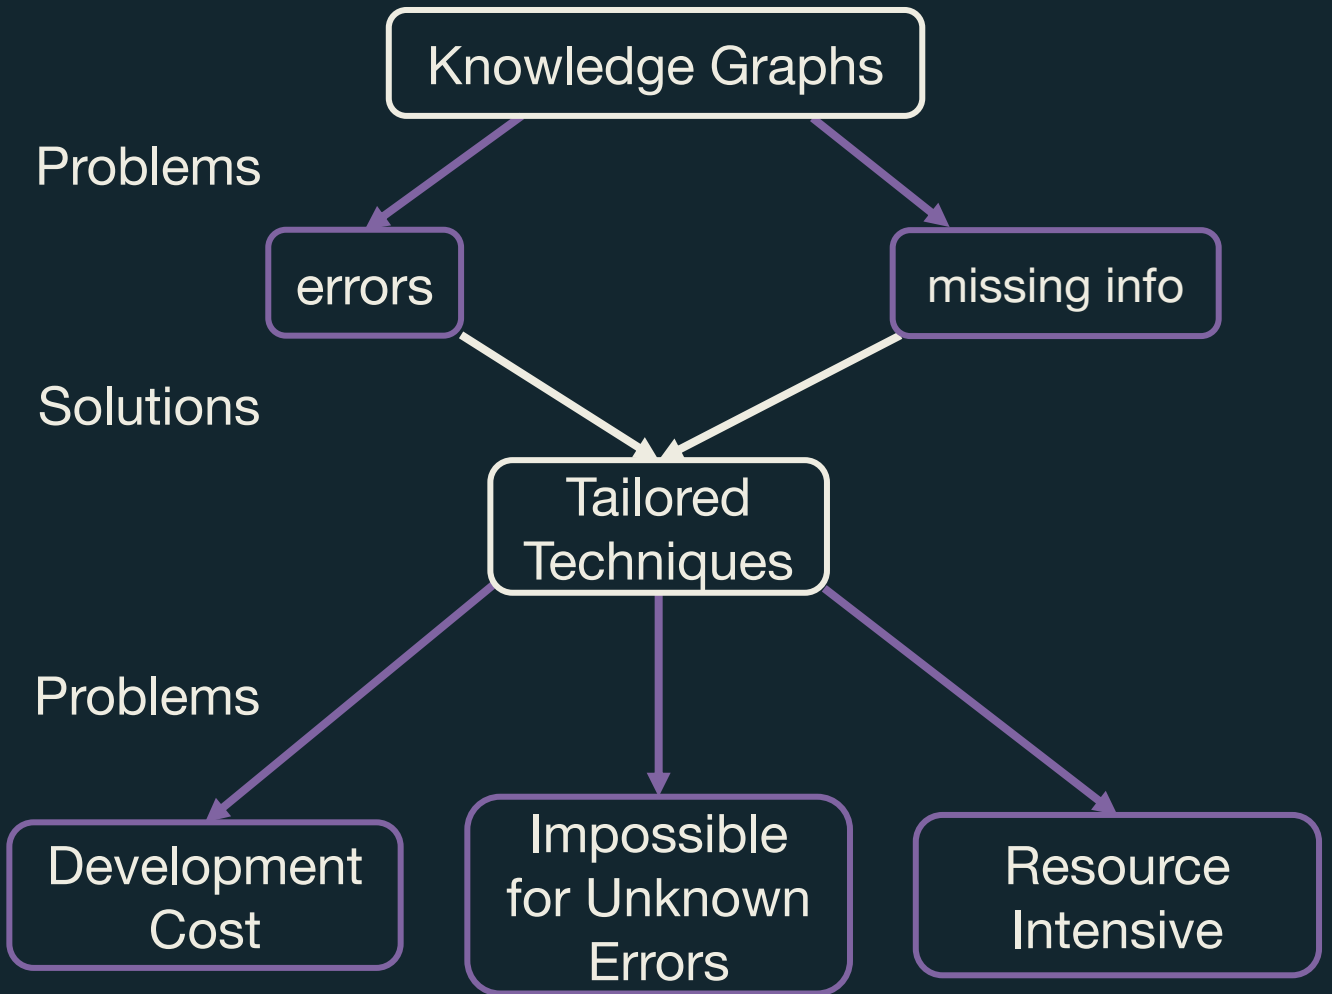 Knowledge Graphs
Problems
errors
missing info
Solutions
Tailored
Techniques
Problems
Development
Cost
Impossible
for Unknown
Errors
Resource
Intensive